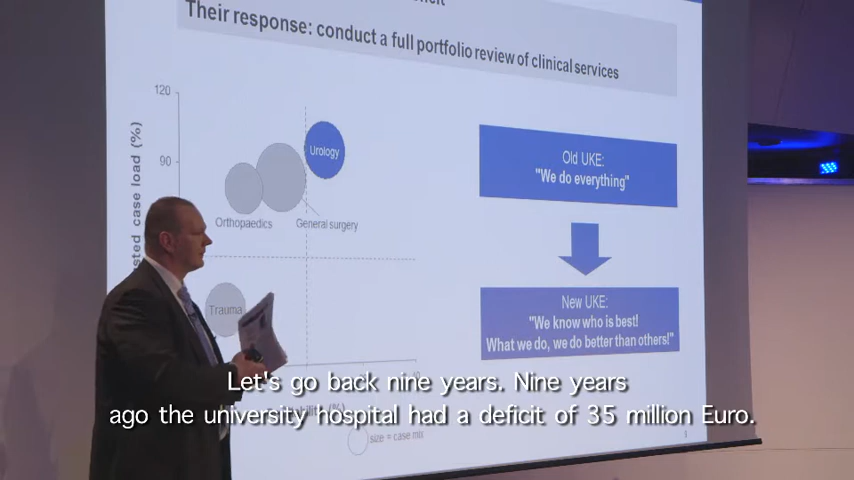 Their response: conduct a full portfolio review of clinical services
120
90
case load (%)
Urology
Orthopaedics
General surgery
Trauma
Old UKE:
"We do everything"
New UKE:
"We know who is best!
What we do, we do better than others!"
(%)
size = case mix
Let's go back nine years. Nine years
ago the university hospital had a deficit of 35 million Euro.